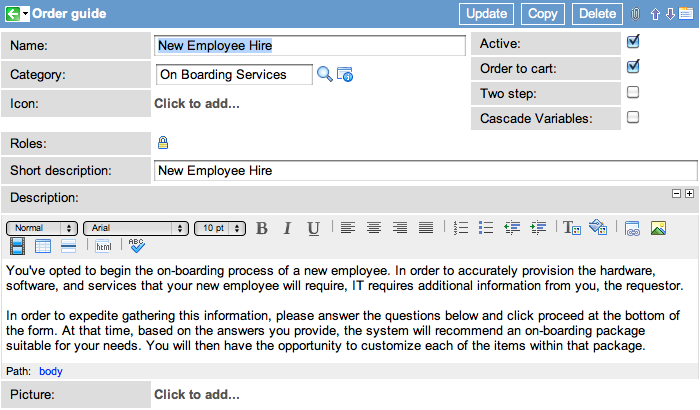 Order guide Update Copy Delete
Name: New Employee Hire Active:
Category: On Boarding Services Order to cart:
Icon: Click to add... Two step:
Cascade Variables:
Roles:
Short description: New Employee Hire
Description:
Normal Arial 10 pt B I U T
html ABC
You've opted to begin the on-boarding process of a new employee. In order to accurately provision the hardware,
software, and services that your new employee will require, IT requires additional information from you, the requestor.
In order to expedite gathering this information, please answer the questions below and click proceed at the bottom of
the form. At that time, based on the answers you provide, the system will recommend an on-boarding package
suitable for your needs. You will then have the opportunity to customize each of the items within that package.
Path: body
Picture: Click to add...